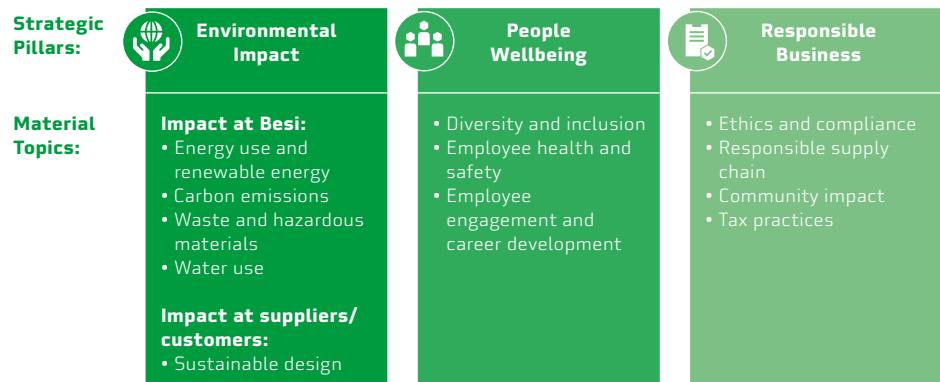 Strategic
Pillars:
Environmental
Impact
People
Wellbeing
Responsible
Business
Material
Topics:
Impact at Besi:
• Energy use and
renewable energy
• Carbon emissions
• Waste and hazardous
materials
• Water use
Impact at suppliers/
customers:
• Sustainable design
• Diversity and inclusion
• Employee health and
safety
• Employee
engagement and
career development
• Ethics and compliance
• Responsible supply
chain
• Community impact
• Tax practices